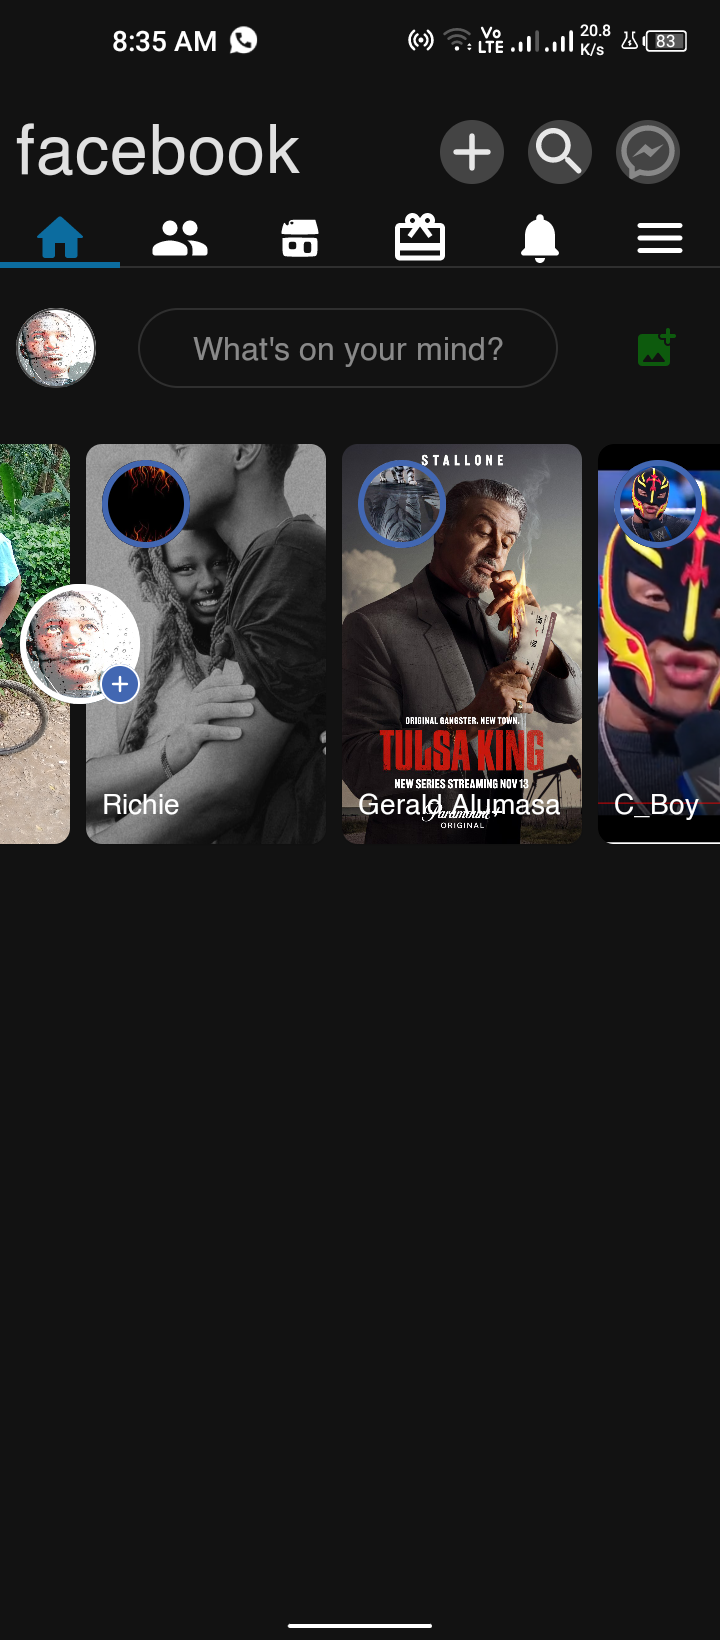 8:35 AM
Vo
LTE
20.8
K/s
83
facebook
What's on your mind?
STALLONE
ORIGINAL GANGSTER. NEW TOWN.
TULSA KING
NEW SERIES STREAMING NOV 13
Paramount+
ORIGINAL
Richie
Gerald Alumasa
C_Boy